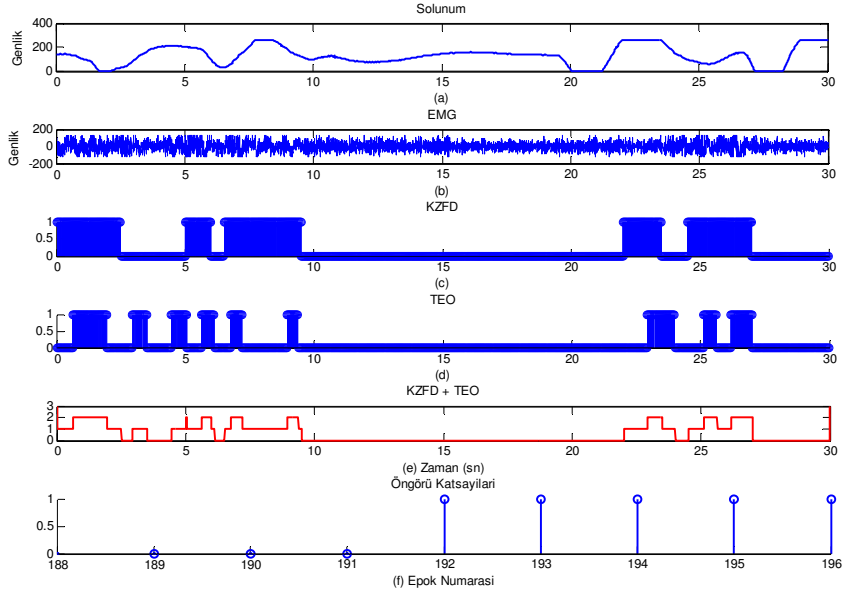 Solunum
Genlik
400
200
0
0 5 10 15 20 25 30
(a)
EMG
Genlik
200
0
-200
0 5 10 15 20 25 30
(b)
KZFD
1
0.5
0
0 5 10 15 20 25 30
(c)
TEO
1
0.5
0
0 5 10 15 20 25 30
(d)
KZFD + TEO
3
2
1
0
0 5 10 15 20 25 30
(e) Zaman (sn)
Öngörü Katsayilari
1
0.5
0
188 189 190 191 192 193 194 195 196
(f) Epok Numarasi